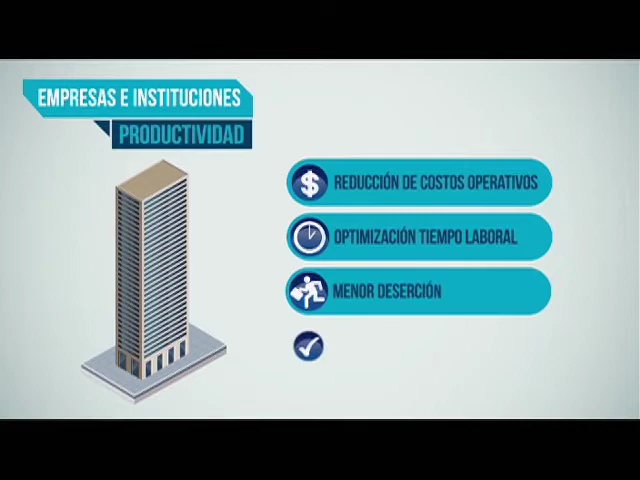 EMPRESAS E INSTITUCIONES
PRODUCTIVIDAD
$ REDUCCIÓN DE COSTOS OPERATIVOS
OPTIMIZACIÓN TIEMPO LABORAL
MENOR DESERCIÓN